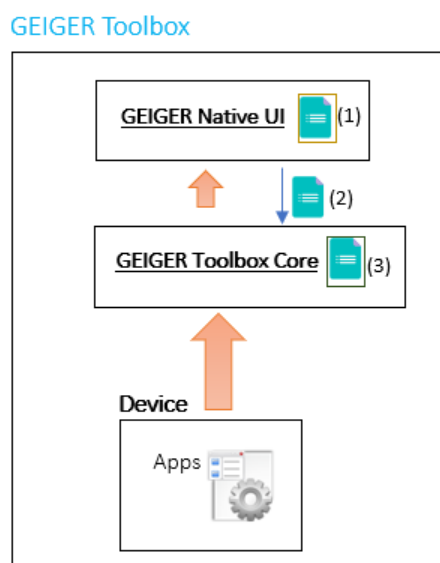 GEIGER Toolbox
GEIGER Native UI (1)
(2)
GEIGER Toolbox Core (3)
Device
Apps